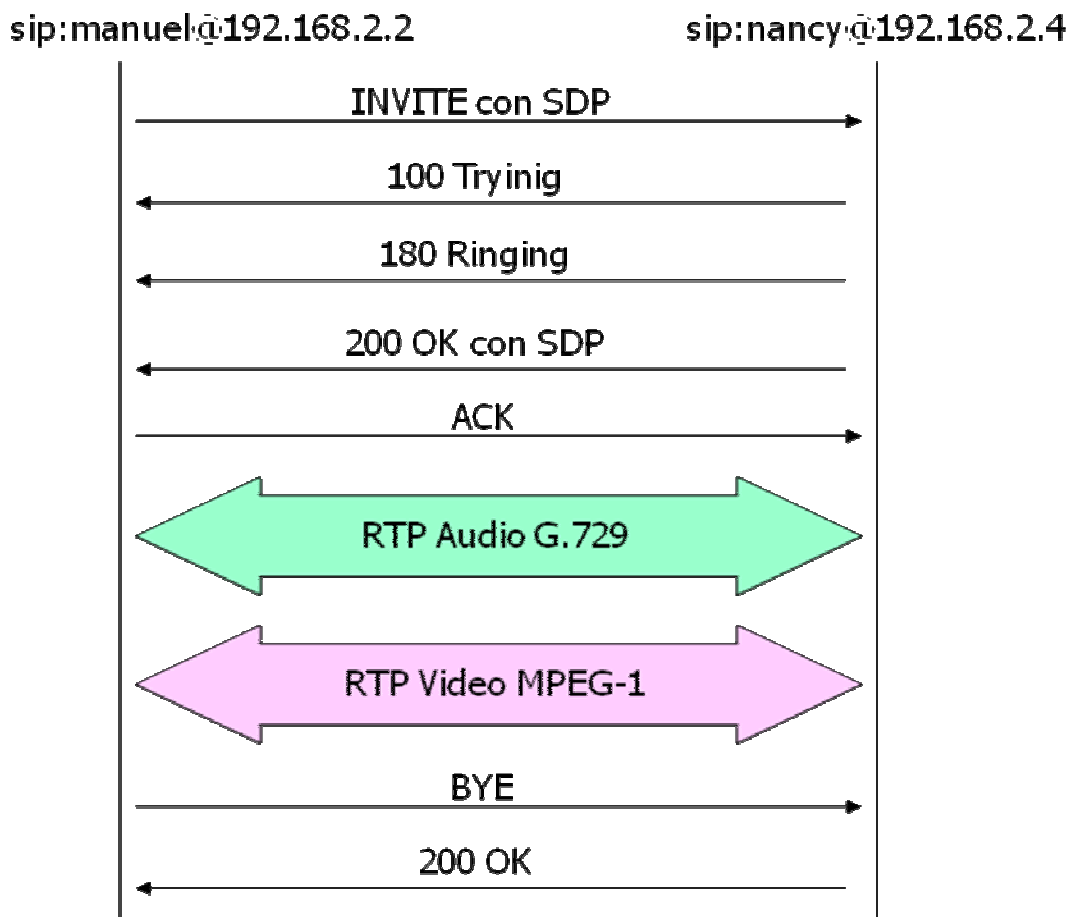 sip:manuel@192.168.2.2
sip:nancy@192.168.2.4
INVITE con SDP
100 Tryinig
180 Ringing
200 OK con SDP
ACK
RTP Audio G.729
RTP Video MPEG-1
BYE
200 OK